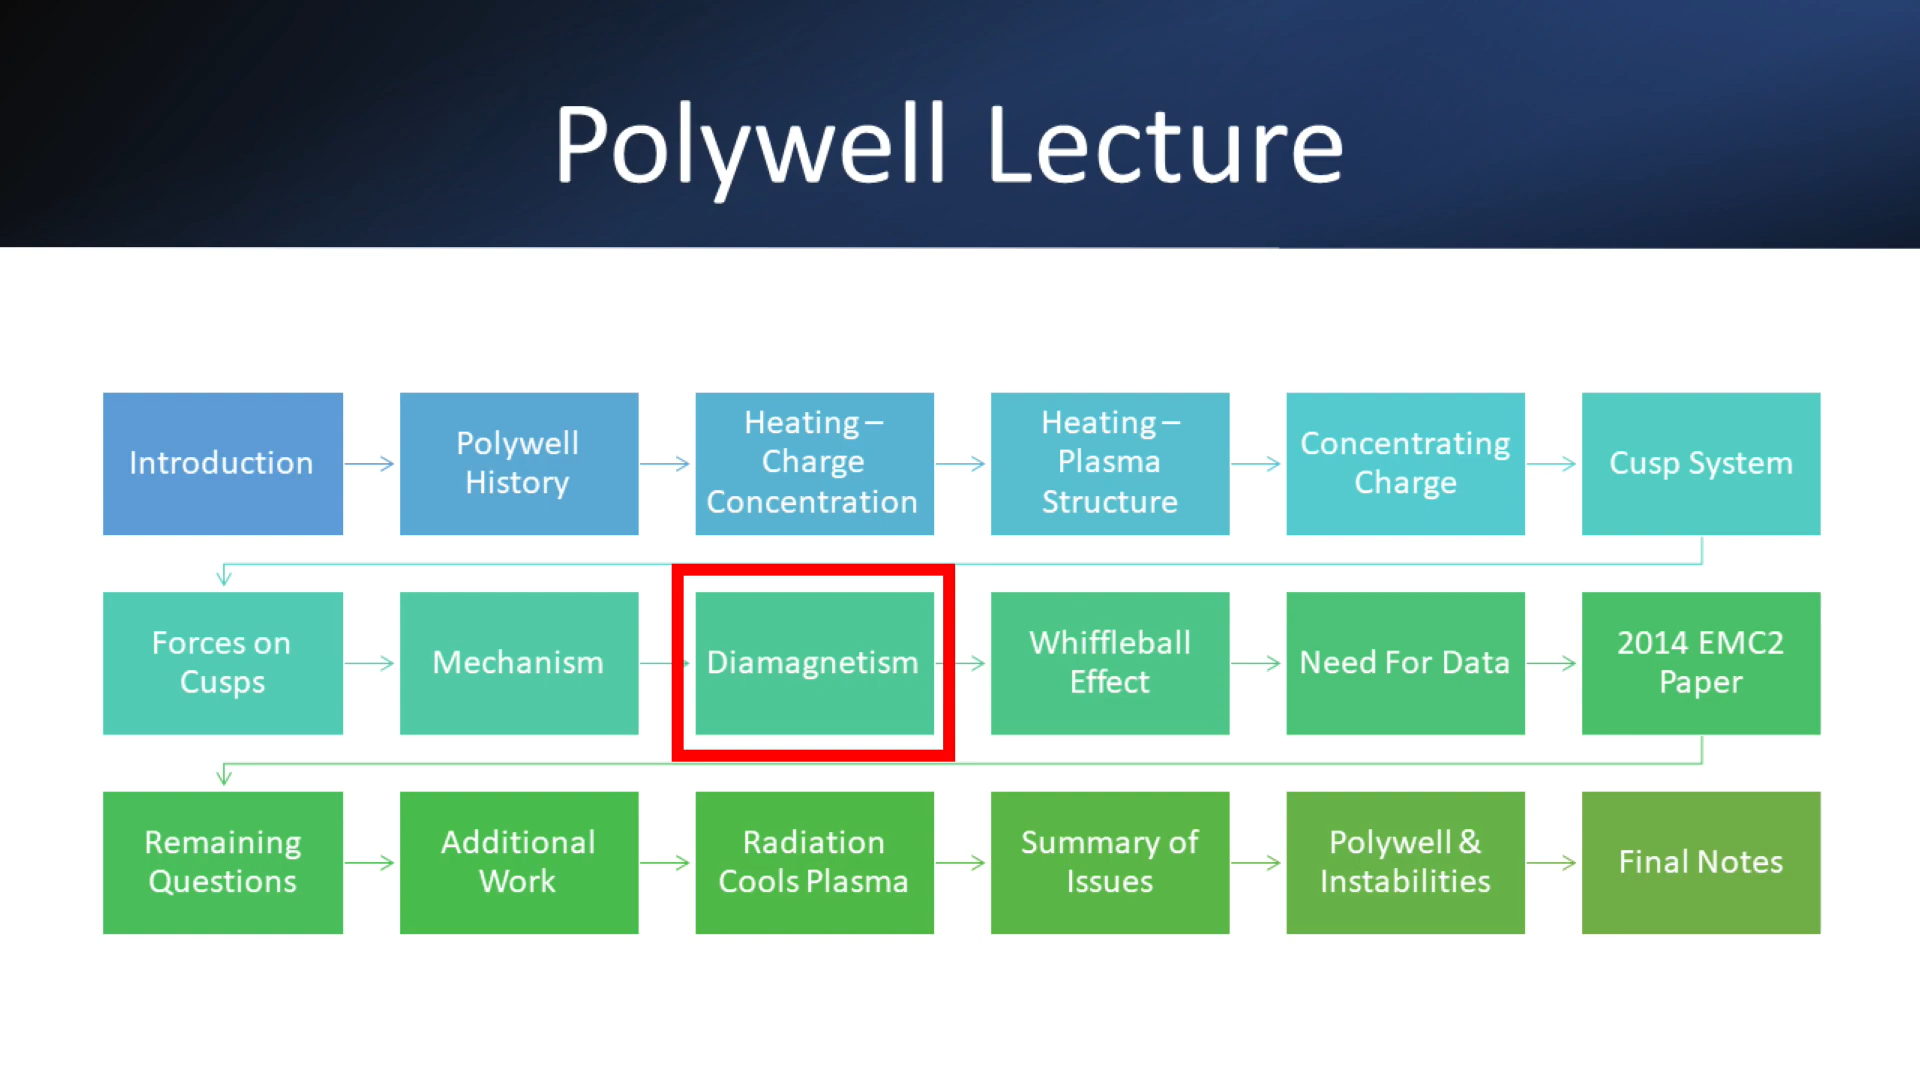 Polywell Lecture
Introduction
Polywell
History
Heating –
Charge
Concentration
Heating –
Plasma
Structure
Concentrating
Charge
Cusp System
Forces on
Cusps
Mechanism
Diamagnetism
Whiffleball
Effect
Need For Data
2014 EMC2
Paper
Remaining
Questions
Additional
Work
Radiation
Cools Plasma
Summary of
Issues
Polywell &
Instabilities
Final Notes